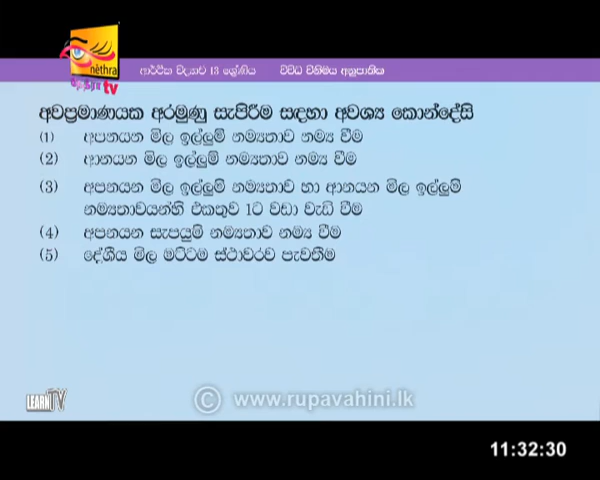 nēthra
நேத்ரா tv
ආර්ථික විද්‍යාව 13 ශ්‍රේණිය විවිධ විනිමය අනුපාතික
අවප්‍රමාණයක අරමුණු සැපිරීම සඳහා අවශ්‍ය කොන්දේසි
(1) අපනයන මිල ඉල්ලුම් නම්‍යතාව නම්‍ය වීම
(2) ආනයන මිල ඉල්ලුම් නම්‍යතාව නම්‍ය වීම
(3) අපනයන මිල ඉල්ලුම් නම්‍යතාව හා ආනයන මිල ඉල්ලුම්
නම්‍යතාවයන්හි එකතුව 1ට වඩා වැඩි වීම
(4) අපනයන සැපයුම් නම්‍යතාව නම්‍ය වීම
(5) දේශීය මිල මට්ටම ස්ථාවරව පැවතීම
LEARN TV
© www.rupavahini.lk
11:32:30